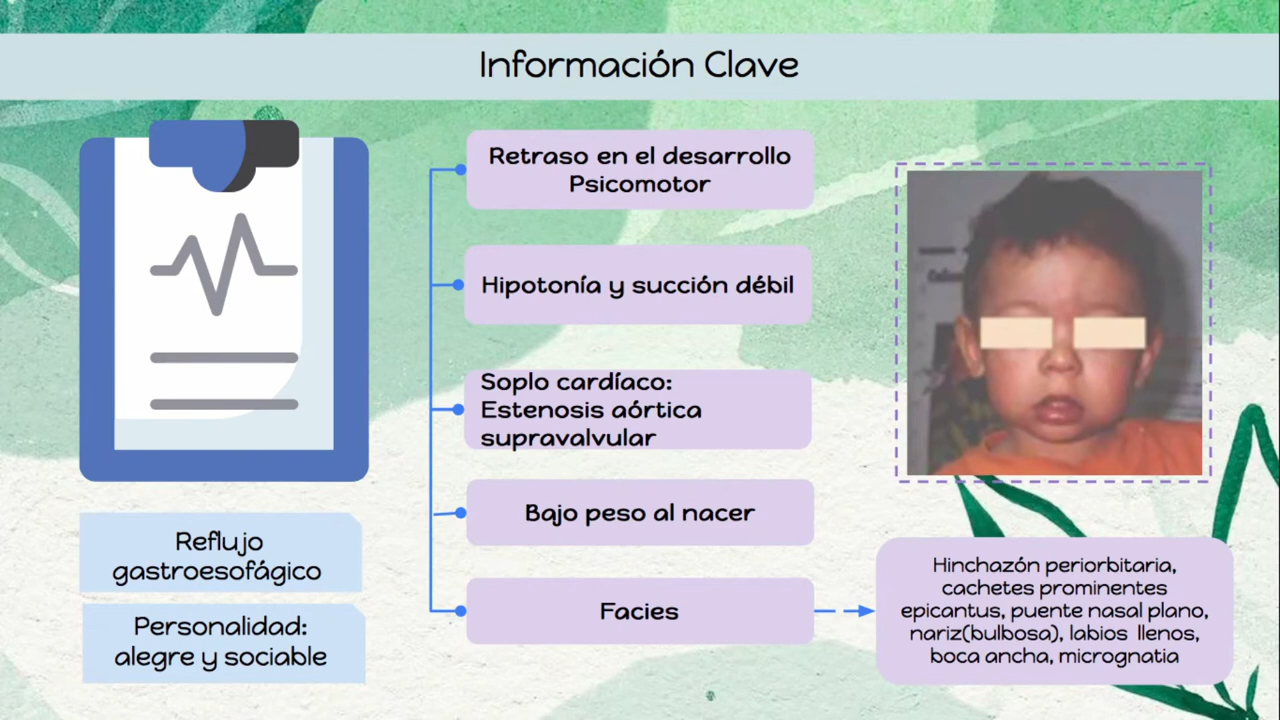 Información Clave
Retraso en el desarrollo
Psicomotor
Hipotonía y succión débil
Soplo cardíaco:
Estenosis aórtica
supravalvular
Bajo peso al nacer
Facies
Reflujo
gastroesofágico
Personalidad:
alegre y sociable
Hinchazón periorbitaria,
cachetes prominentes
epicantus, puente nasal plano,
nariz(bulbosa), labios llenos,
boca ancha, micrognatia